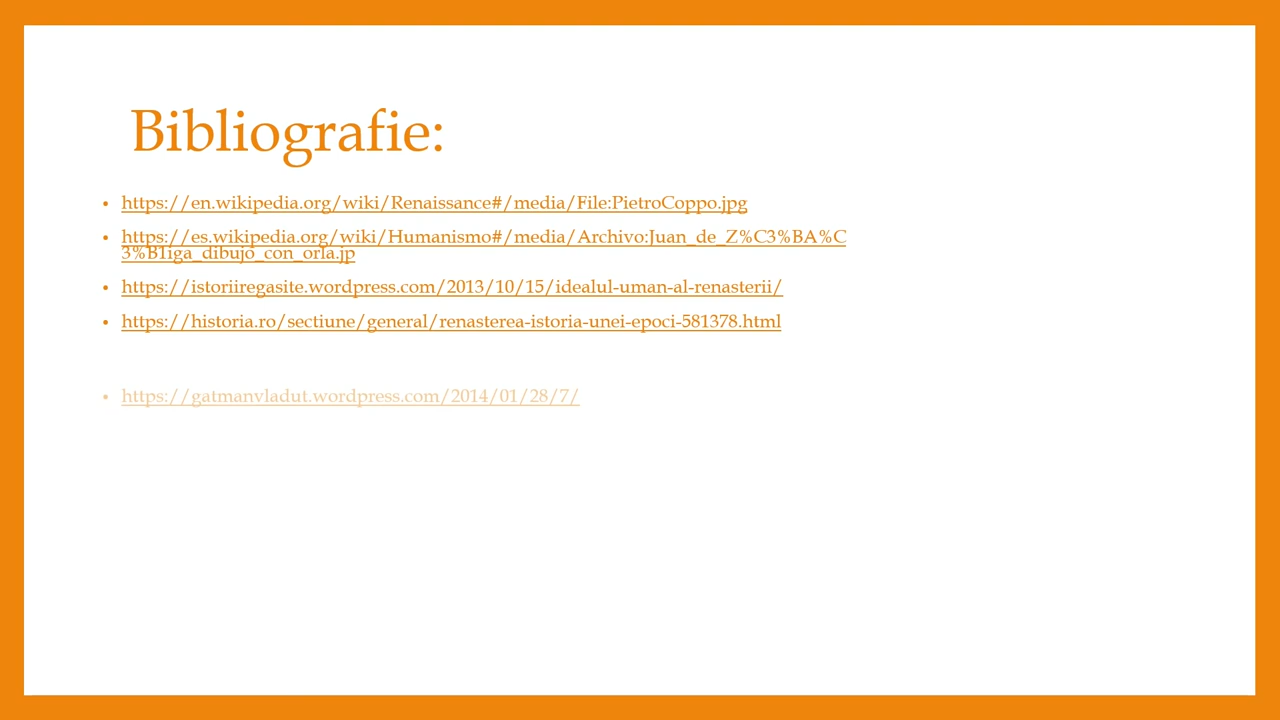 Bibliografie:
• https://en.wikipedia.org/wiki/Renaissance#/media/File:PietroCoppo.jpg
• https://es.wikipedia.org/wiki/Humanismo#/media/Archivo:Juan_de_Z%C3%BA%C
3%B1iga_dibujo_con_orla.jp
• https://istoriiregasite.wordpress.com/2013/10/15/idealul-uman-al-renasterii/
• https://historia.ro/sectiune/general/renasterea-istoria-unei-epoci-581378.html
• https://gatmanvladut.wordpress.com/2014/01/28/7/